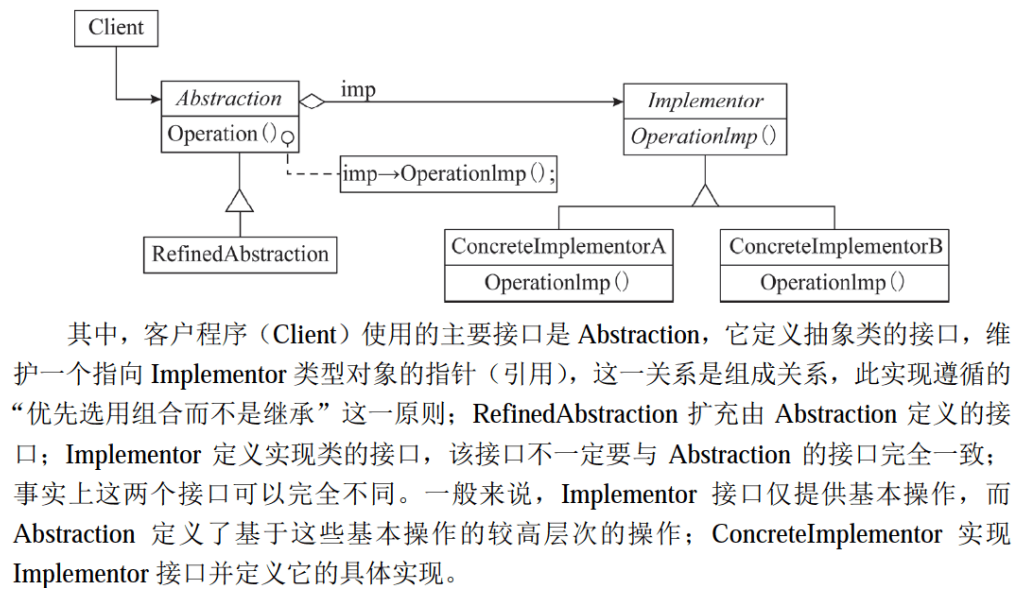 Client
Abstraction
imp
Implementor
Operation()
OperationImp()
imp→OperationImp();
RefinedAbstraction
ConcreteImplementorA
ConcreteImplementorB
OperationImp()
OperationImp()
其中，客户程序（Client）使用的主要接口是 Abstraction，它定义抽象类的接口，维
护一个指向 Implementor 类型对象的指针（引用），这一关系是组成关系，此实现遵循的
“优先选用组合而不是继承”这一原则；RefinedAbstraction 扩充由 Abstraction 定义的接
口；Implementor 定义实现类的接口，该接口不一定要与 Abstraction 的接口完全一致；
事实上这两个接口可以完全不同。一般来说，Implementor 接口仅提供基本操作，而
Abstraction 定义了基于这些基本操作的较高层次的操作；ConcreteImplementor 实现
Implementor 接口并定义它的具体实现。